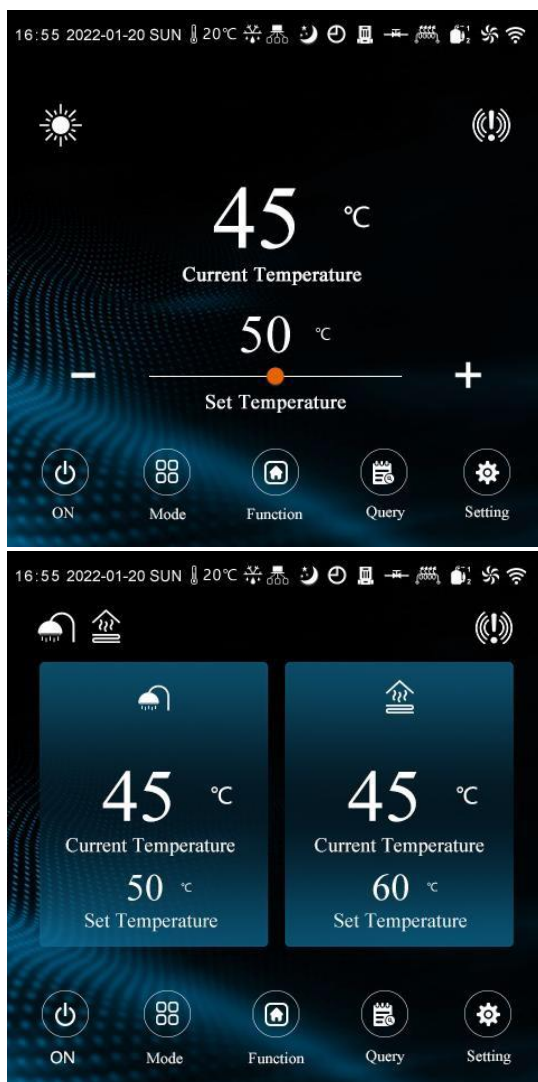 16:55 2022-01-20 SUN 20℃
45 ℃
Current Temperature
50 ℃
− +
Set Temperature
ON Mode Function Query Setting
16:55 2022-01-20 SUN 20℃
45 ℃ 45 ℃
Current Temperature Current Temperature
50 ℃ 60 ℃
Set Temperature Set Temperature
ON Mode Function Query Setting